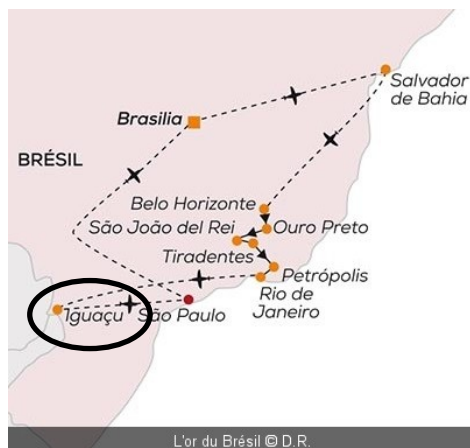 Salvador
de Bahia
Brasilia
BRÉSIL
Belo Horizonte
São João del Rei
Ouro Preto
Tiradentes
Petrópolis
Rio de
Janeiro
Iguaçu
São Paulo
L'or du Brésil © D.R.